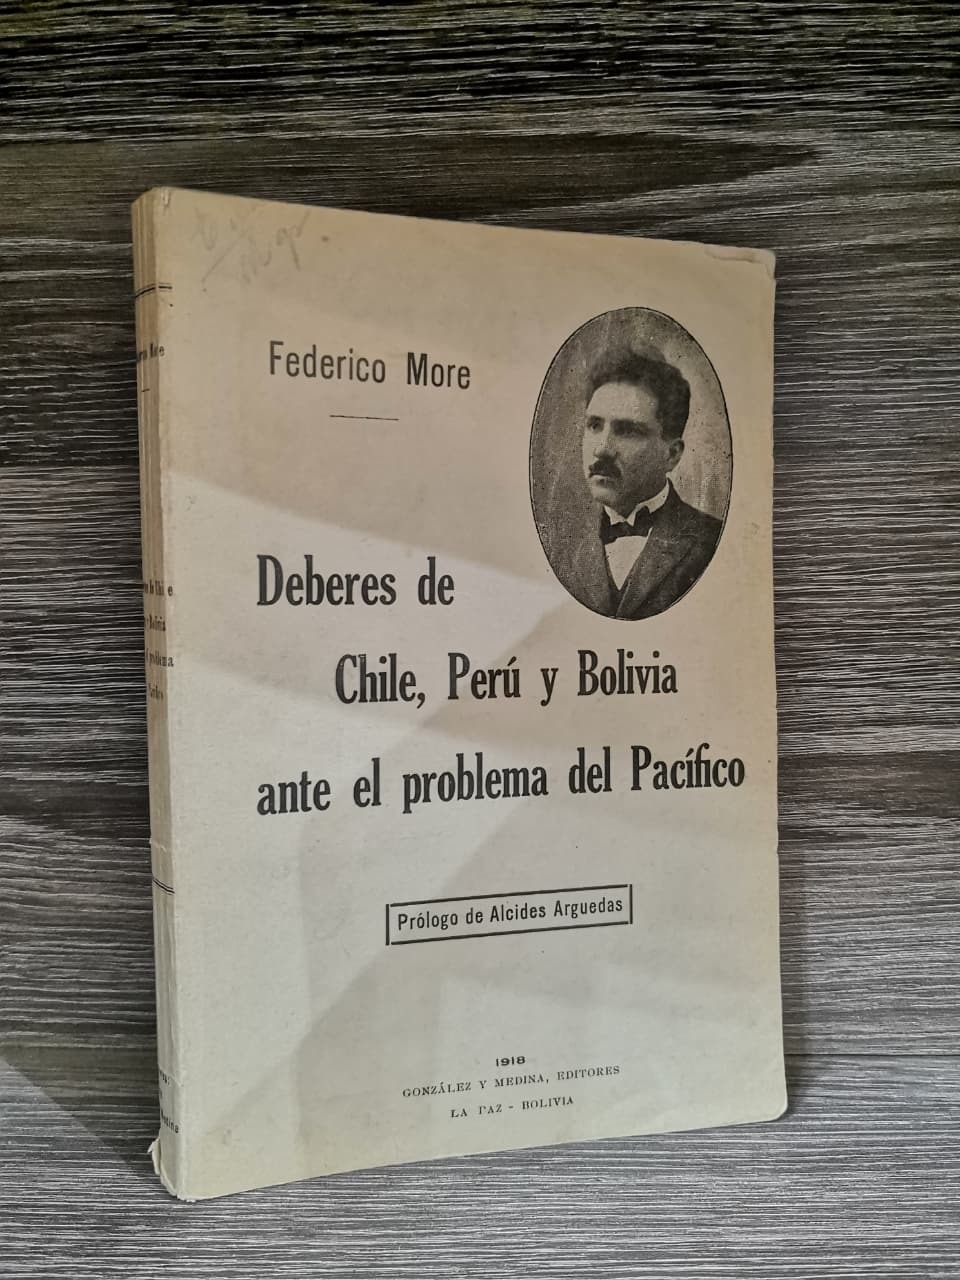 Federico More
Deberes de
Chile, Perú y Bolivia
ante el problema del Pacífico
Prólogo de Alcides Arguedas
1918
GONZÁLEZ Y MEDINA, EDITORES
LA PAZ - BOLIVIA